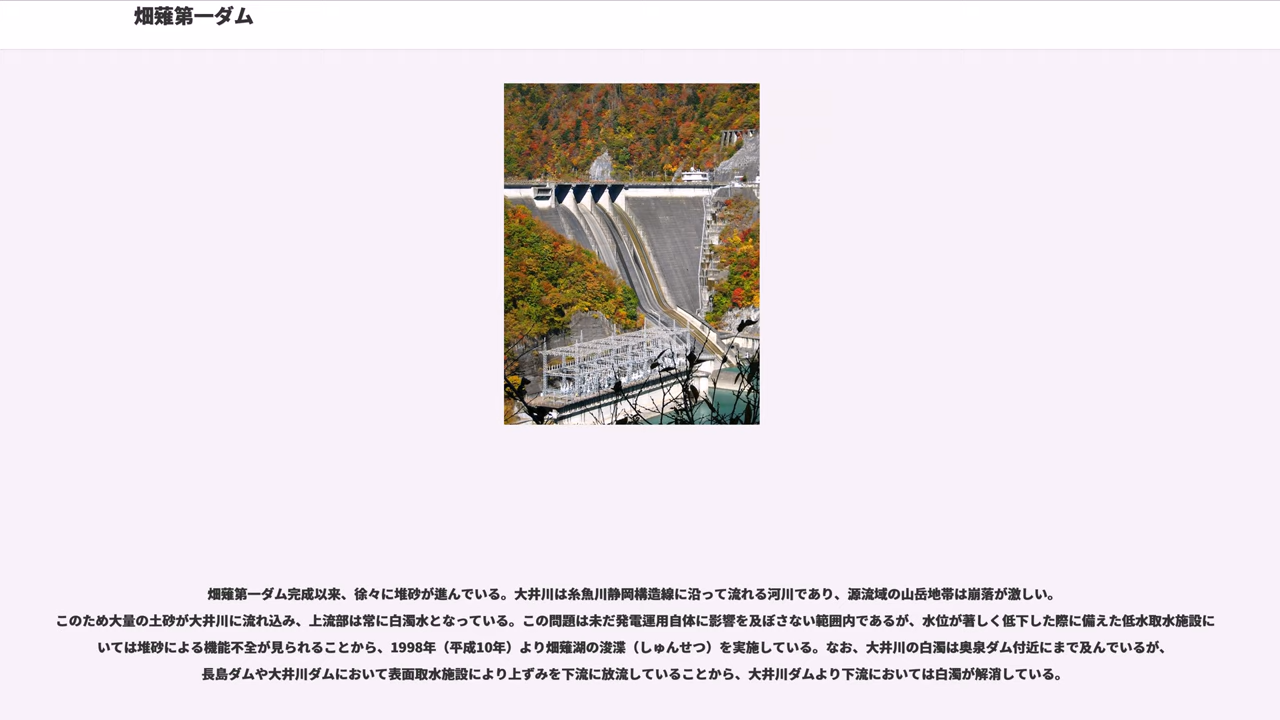 畑薙第一ダム
畑薙第一ダム完成以来、徐々に堆砂が進んでいる。大井川は糸魚川静岡構造線に沿って流れる河川であり、源流域の山岳地帯は崩落が激しい。
このため大量の土砂が大井川に流れ込み、上流部は常に白濁水となっている。この問題は未だ発電運用自体に影響を及ぼさない範囲内であるが、水位が著しく低下した際に備えた低水取水施設に
いては堆砂による機能不全が見られることから、1998年（平成10年）より畑薙湖の浚渫（しゅんせつ）を実施している。なお、大井川の白濁は奥泉ダム付近にまで及んでいるが、
長島ダムや大井川ダムにおいて表面取水施設により上ずみを下流に放流していることから、大井川ダムより下流においては白濁が解消している。